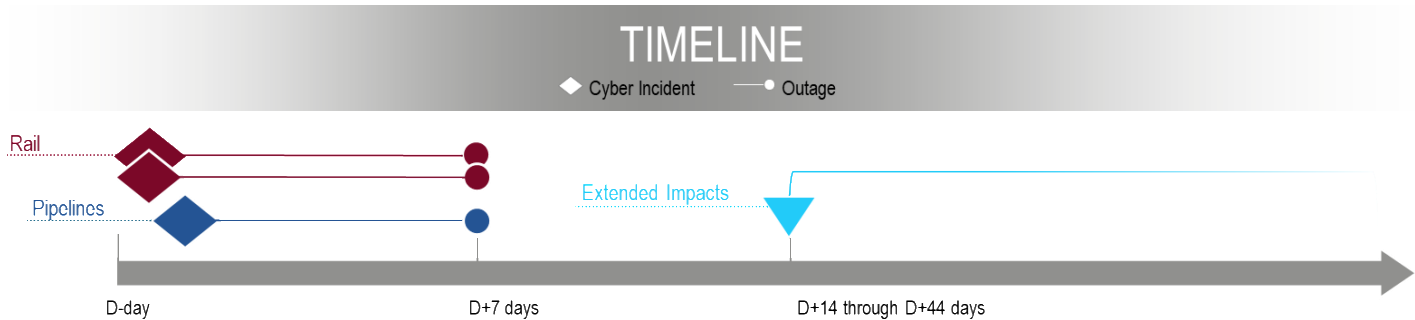 TIMELINE
Cyber Incident
Outage
Rail
Pipelines
Extended Impacts
D-day
D+7 days
D+14 through D+44 days